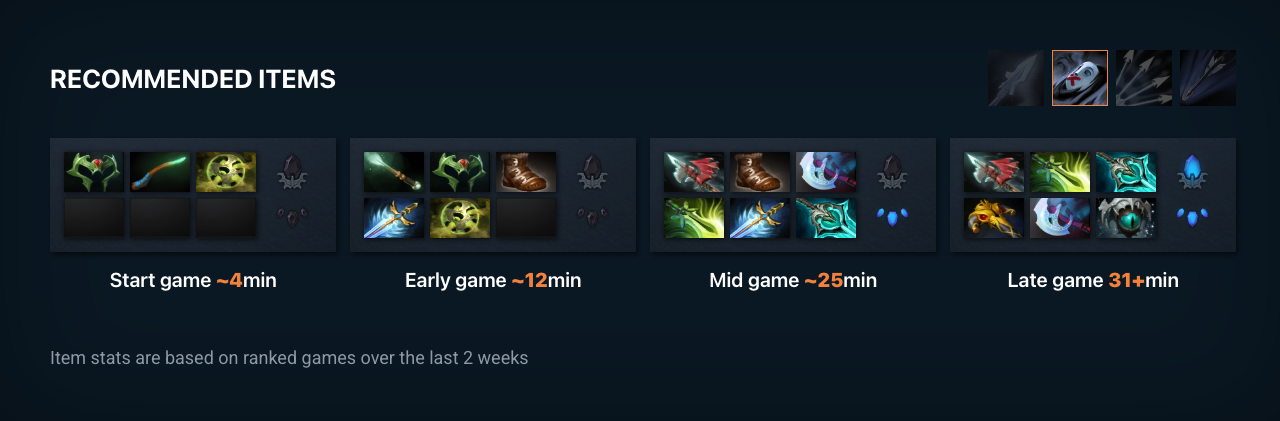 RECOMMENDED ITEMS
Start game ~4min
Early game ~12min
Mid game ~25min
Late game 31+min
Item stats are based on ranked games over the last 2 weeks